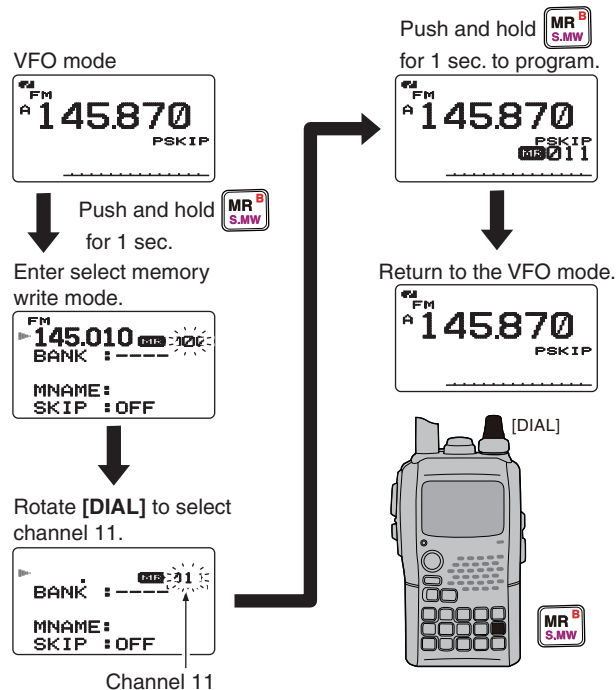 VFO mode
FM
A 145.870
PSKIP
Push and hold MR B S.MW
for 1 sec.
Enter select memory
write mode.
FM
145.010 MR
BANK :----
MNAME:
SKIP :OFF
Rotate [DIAL] to select
channel 11.
MR
BANK :----
MNAME:
SKIP :OFF
Channel 11
Push and hold MR B S.MW
for 1 sec. to program.
FM
A 145.870
PSKIP
MR 011
Return to the VFO mode.
FM
A 145.870
PSKIP
[DIAL]
MR B
S.MW